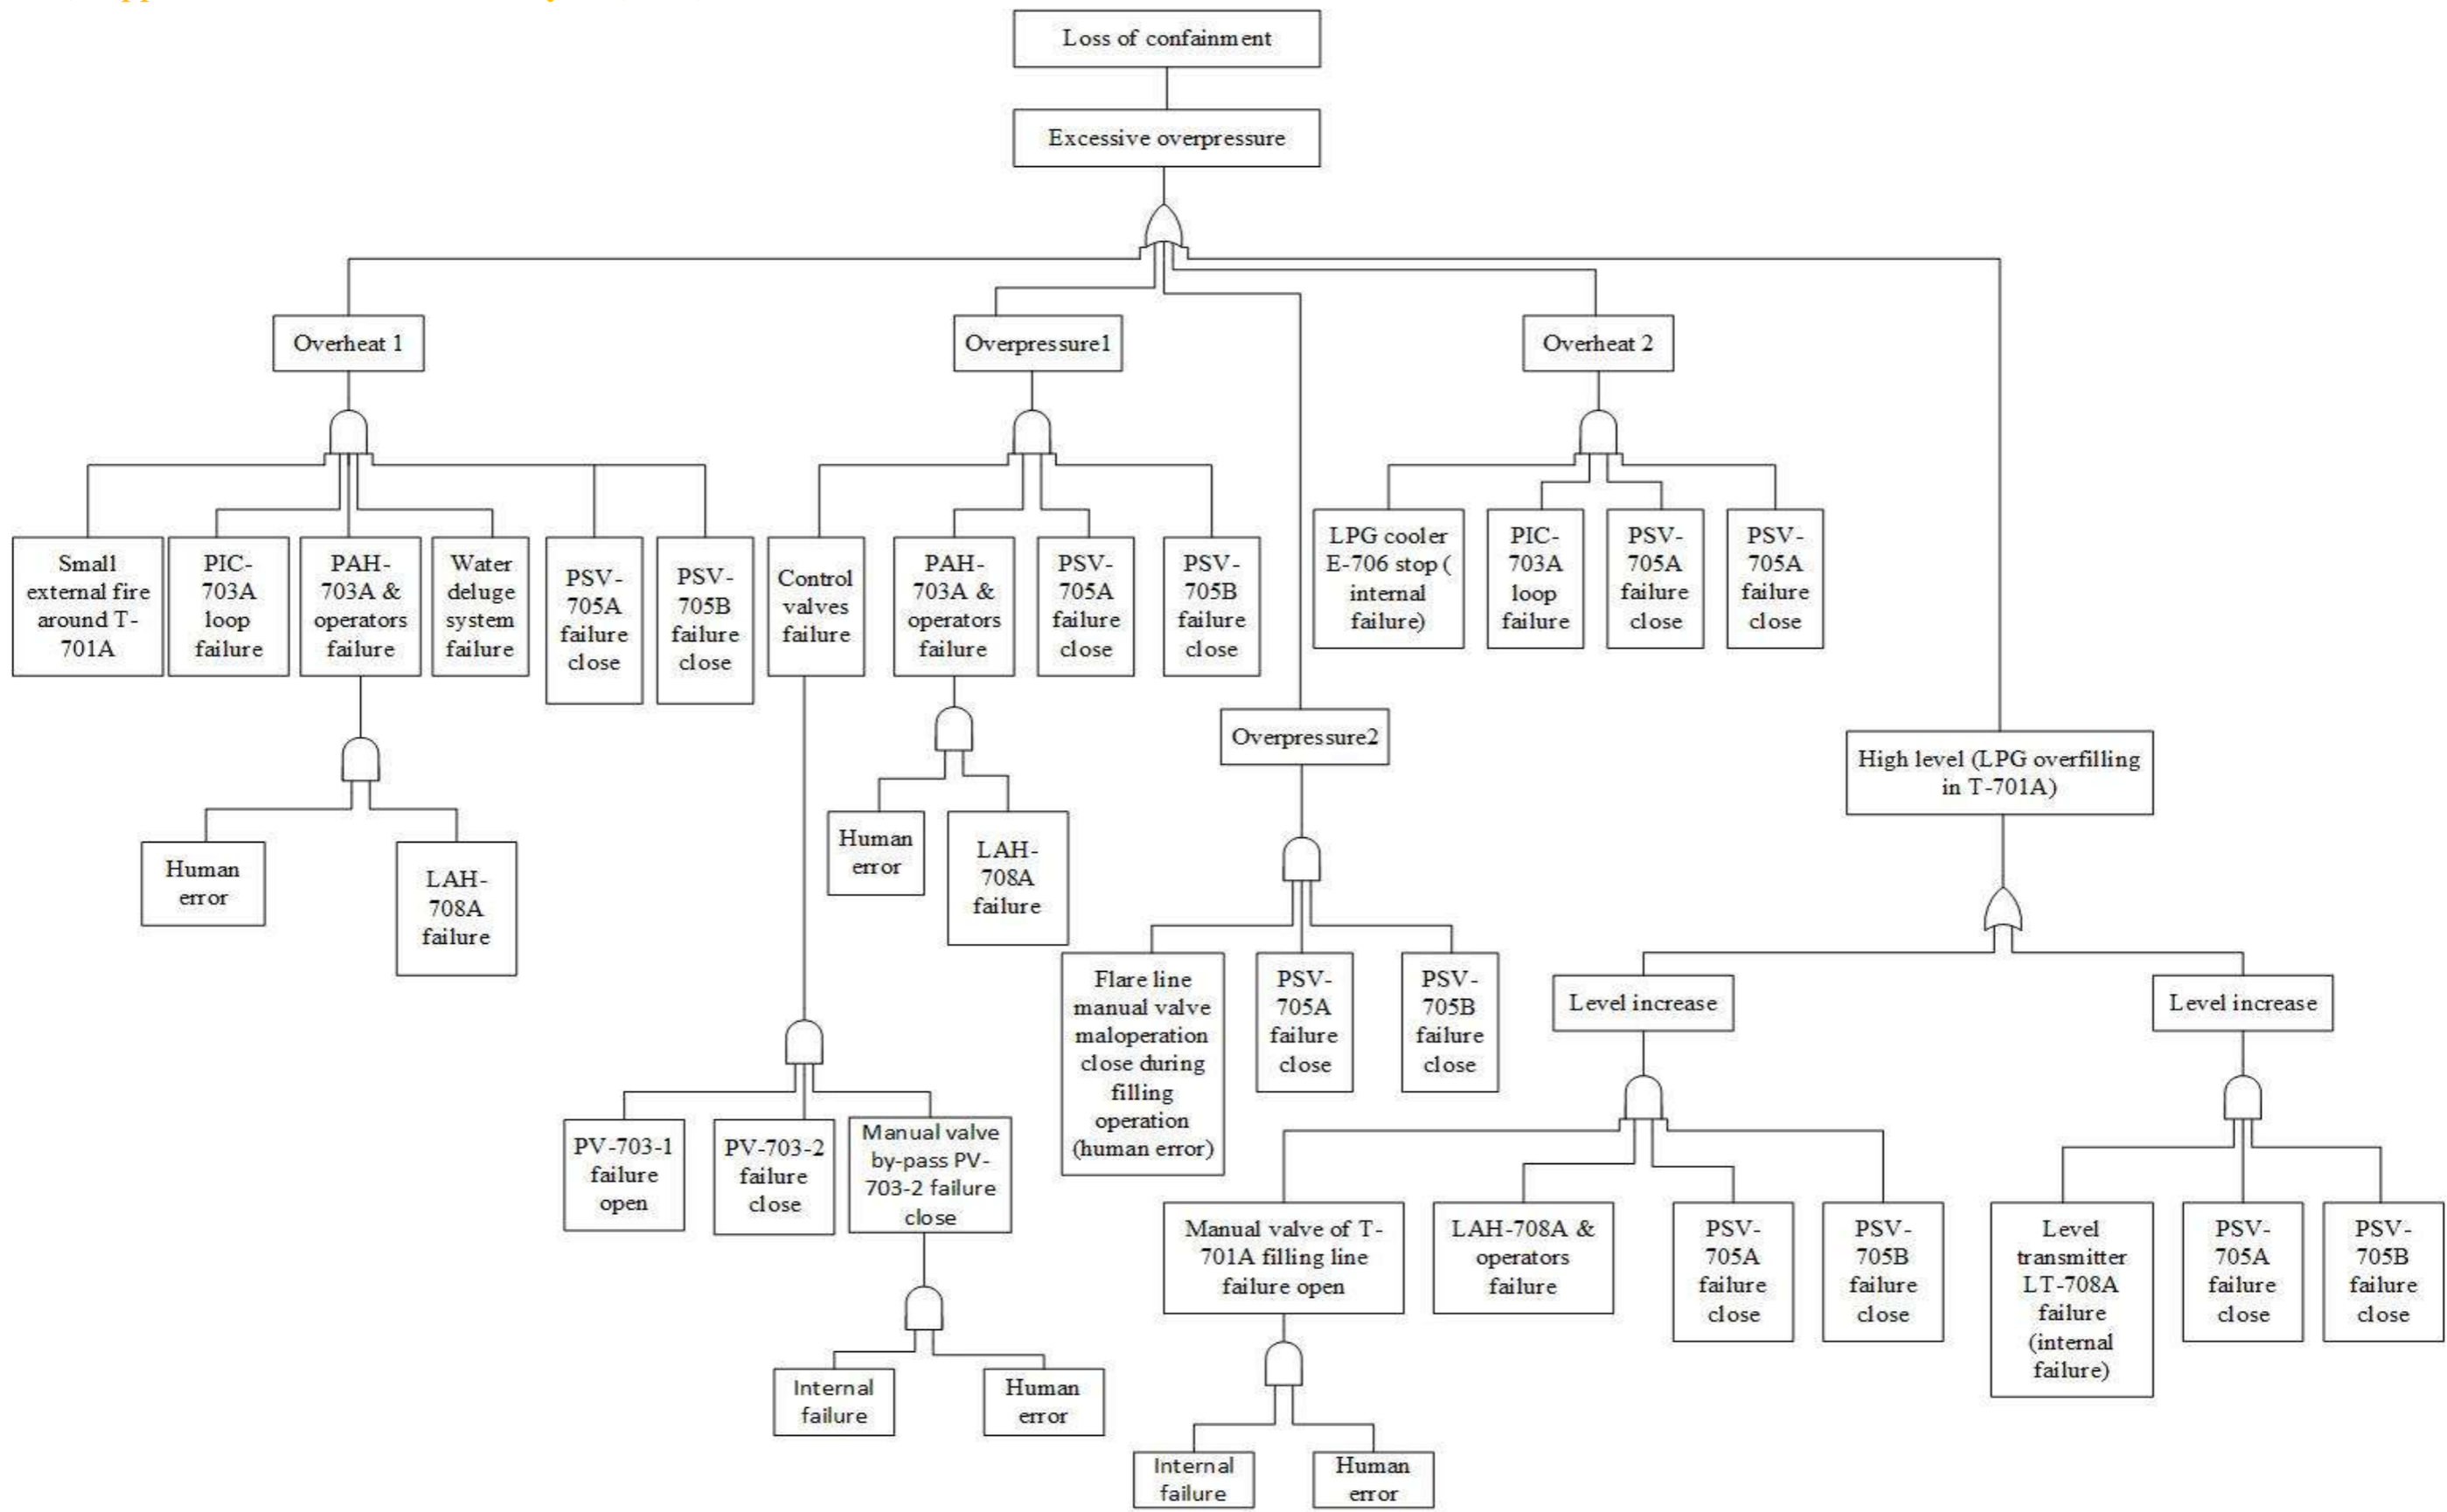 Loss of confainment
Excessive overpressure
Overheat 1
Overpressure1
Overheat 2
Small
external fire
around T-
701A
PIC-
703A
loop
failure
PAH-
703A &
operators
failure
Water
deluge
system
failure
PSV-
705A
failure
close
PSV-
705B
failure
close
Control
valves
failure
PAH-
703A &
operators
failure
PSV-
705A
failure
close
PSV-
705B
failure
close
LPG cooler
E-706 stop (
internal
failure)
PIC-
703A
loop
failure
PSV-
705A
failure
close
PSV-
705A
failure
close
Overpressure2
High level (LPG overfilling
in T-701A)
Human
error
LAH-
708A
failure
Human
error
LAH-
708A
failure
Flare line
manual valve
maloperation
close during
filling
operation
(human error)
PSV-
705A
failure
close
PSV-
705B
failure
close
Level increase
Level increase
PV-703-1
failure
open
PV-703-2
failure
close
Manual valve
by-pass PV-
703-2 failure
close
Manual valve of T-
701A filling line
failure open
LAH-708A &
operators
failure
PSV-
705A
failure
close
PSV-
705B
failure
close
Level
transmitter
LT-708A
failure
(internal
failure)
PSV-
705A
failure
close
PSV-
705B
failure
close
Internal
failure
Human
error
Internal
failure
Human
error